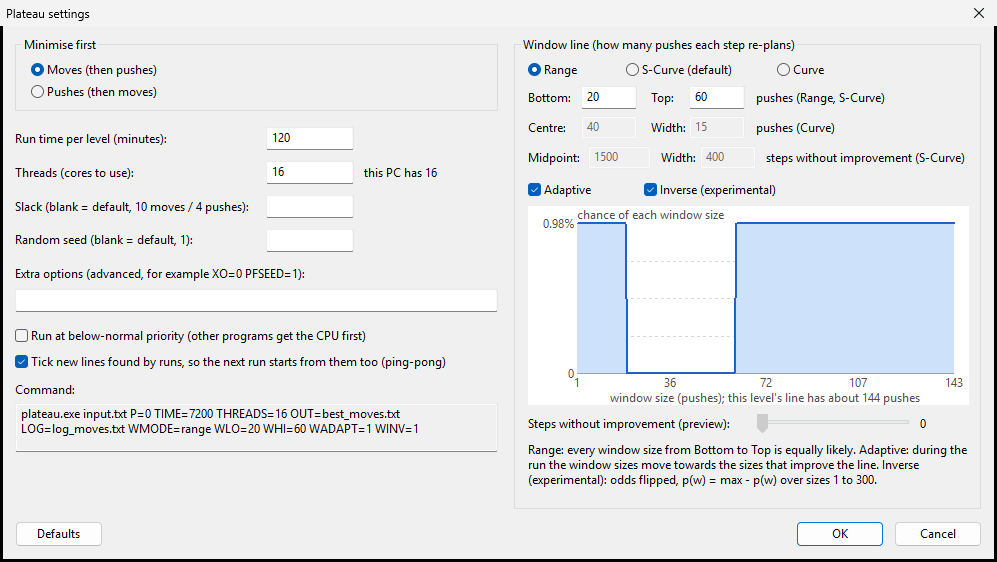 Plateau settings
Minimise first
Moves (then pushes)
Pushes (then moves)
Run time per level (minutes): 120
Threads (cores to use): 16 this PC has 16
Slack (blank = default, 10 moves / 4 pushes):
Random seed (blank = default, 1):
Extra options (advanced, for example XO=0 PFSEED=1):
Run at below-normal priority (other programs get the CPU first)
Tick new lines found by runs, so the next run starts from them too (ping-pong)
Command:
plateau.exe input.txt P=0 TIME=7200 THREADS=16 OUT=best_moves.txt
LOG=log_moves.txt WMODE=range WLO=20 WHI=60 WADAPT=1 WINV=1
Defaults
Window line (how many pushes each step re-plans)
Range S-Curve (default) Curve
Bottom: 20 Top: 60 pushes (Range, S-Curve)
Centre: 40 Width: 15 pushes (Curve)
Midpoint: 1500 Width: 400 steps without improvement (S-Curve)
Adaptive Inverse (experimental)
chance of each window size
0.98%
0
1 36 72 107 143
window size (pushes); this level's line has about 144 pushes
Steps without improvement (preview): 0
Range: every window size from Bottom to Top is equally likely. Adaptive: during the
run the window sizes move towards the sizes that improve the line. Inverse
(experimental): odds flipped, p(w) = max - p(w) over sizes 1 to 300.
OK Cancel